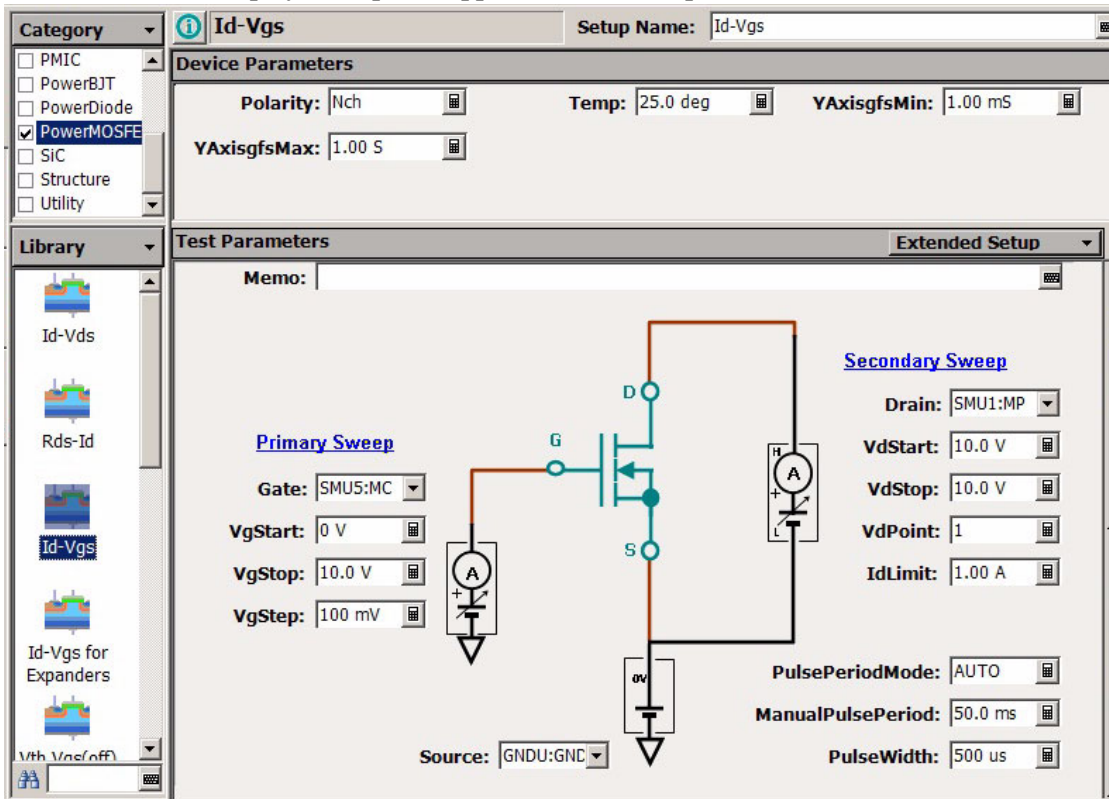 Category
PMIC
PowerBJT
PowerDiode
PowerMOSFE
SiC
Structure
Utility
Library
Id-Vds
Rds-Id
Id-Vgs
Id-Vgs for
Expanders
Vth Vgs(off)
i Id-Vgs Setup Name: Id-Vgs
Device Parameters
Polarity: Nch Temp: 25.0 deg YAxisgfsMin: 1.00 mS
YAxisgfsMax: 1.00 S
Test Parameters Extended Setup
Memo:
Primary Sweep
Gate: SMU5:MC
VgStart: 0 V
VgStop: 10.0 V
VgStep: 100 mV
A
+
G
D
S
H
A
+
L
0V
Source: GNDU:GND
Secondary Sweep
Drain: SMU1:MP
VdStart: 10.0 V
VdStop: 10.0 V
VdPoint: 1
IdLimit: 1.00 A
PulsePeriodMode: AUTO
ManualPulsePeriod: 50.0 ms
PulseWidth: 500 us